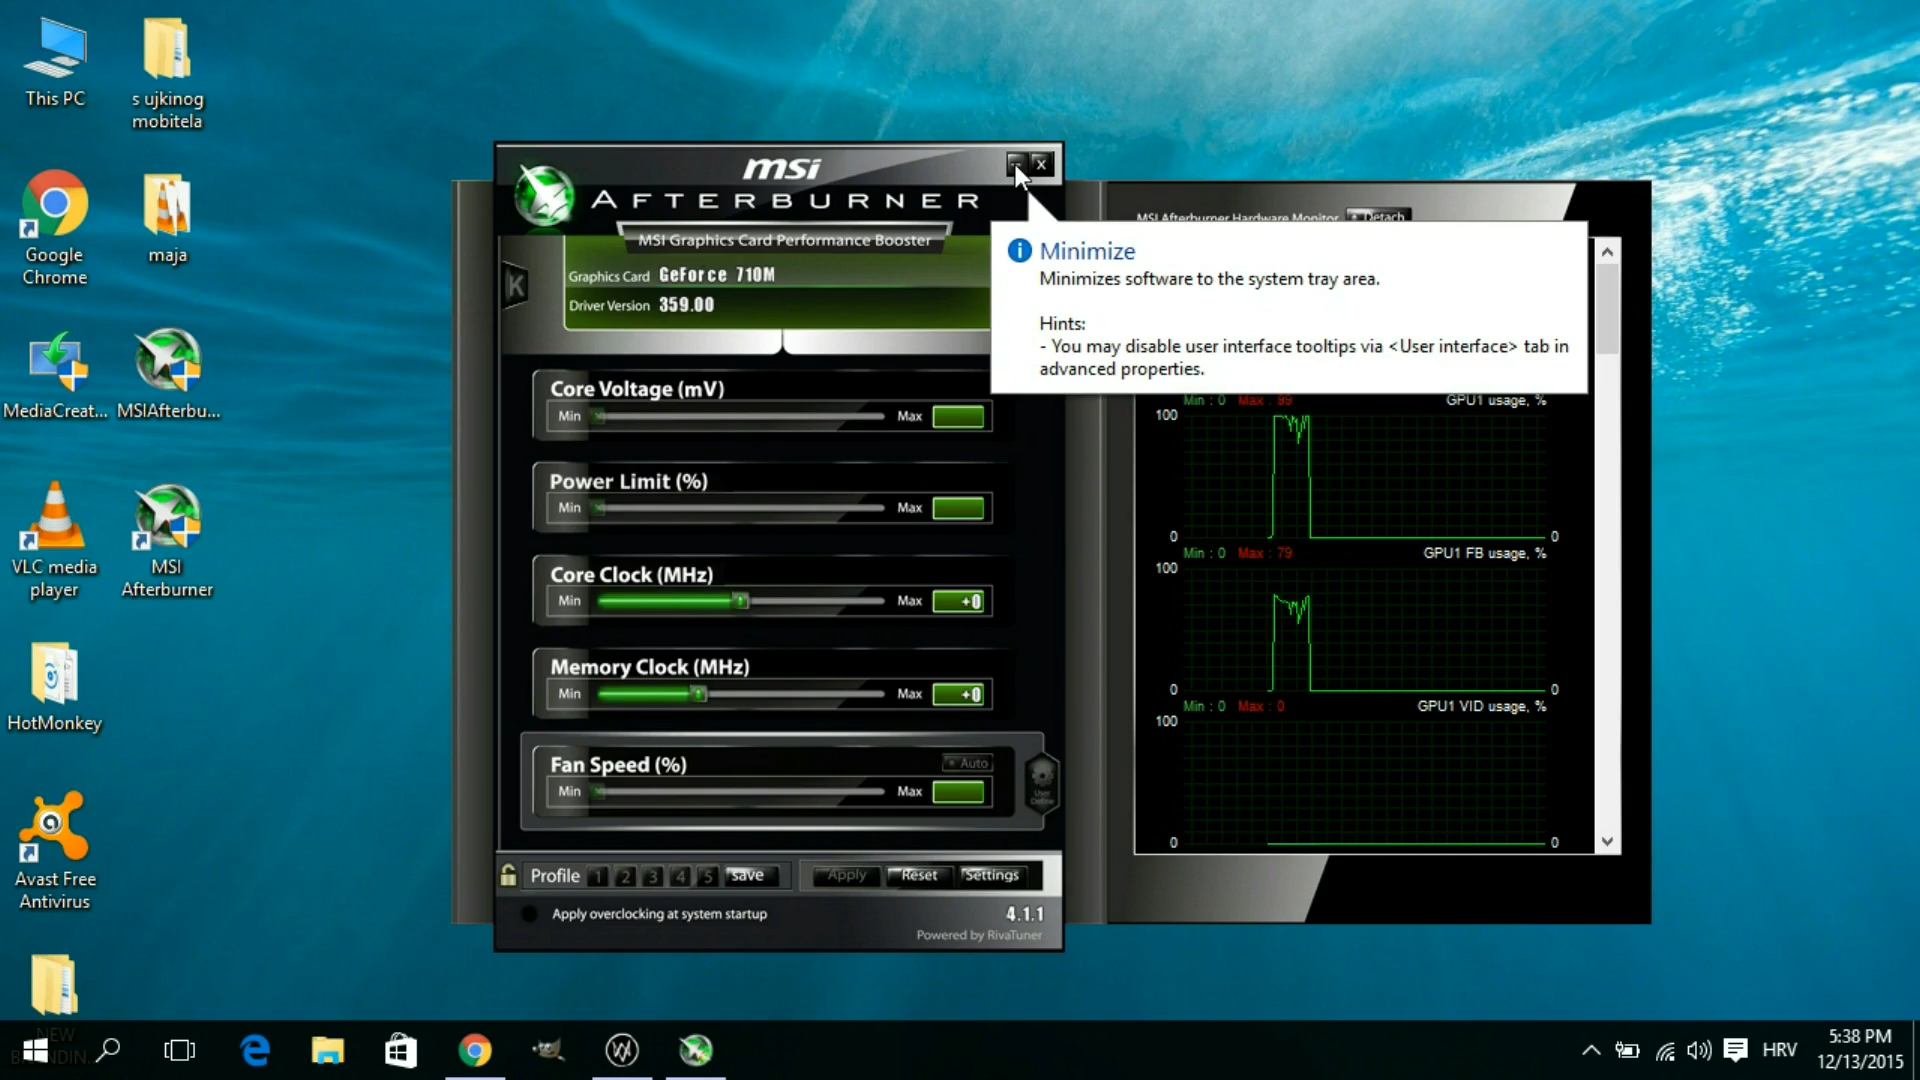 This PC
s ujkinog
mobitela
Google
Chrome
maja
MediaCreat...
MSIAfterbu...
VLC media
player
MSI
Afterburner
HotMonkey
Avast Free
Antivirus
NEW
msi
AFTERBURNER
MSI Graphics Card Performance Booster
K
Graphics Card GeForce 710M
Driver Version 359.00
Core Voltage (mV)
Min Max
Power Limit (%)
Min Max
Core Clock (MHz)
Min Max +0
Memory Clock (MHz)
Min Max +0
Fan Speed (%)
Auto
Min Max
User
Define
Profile 1 2 3 4 5 Save
Apply Reset Settings
Apply overclocking at system startup
4.1.1
Powered by RivaTuner
MSI Afterburner Hardware Monitor
Detach
Minimize
Minimizes software to the system tray area.
Hints:
- You may disable user interface tooltips via <User interface> tab in
advanced properties.
Min : 0 Max : 99 GPU1 usage, %
100
0 0
Min : 0 Max : 79 GPU1 FB usage, %
100
0 0
Min : 0 Max : 0 GPU1 VID usage, %
100
0 0
HRV
5:38 PM
12/13/2015